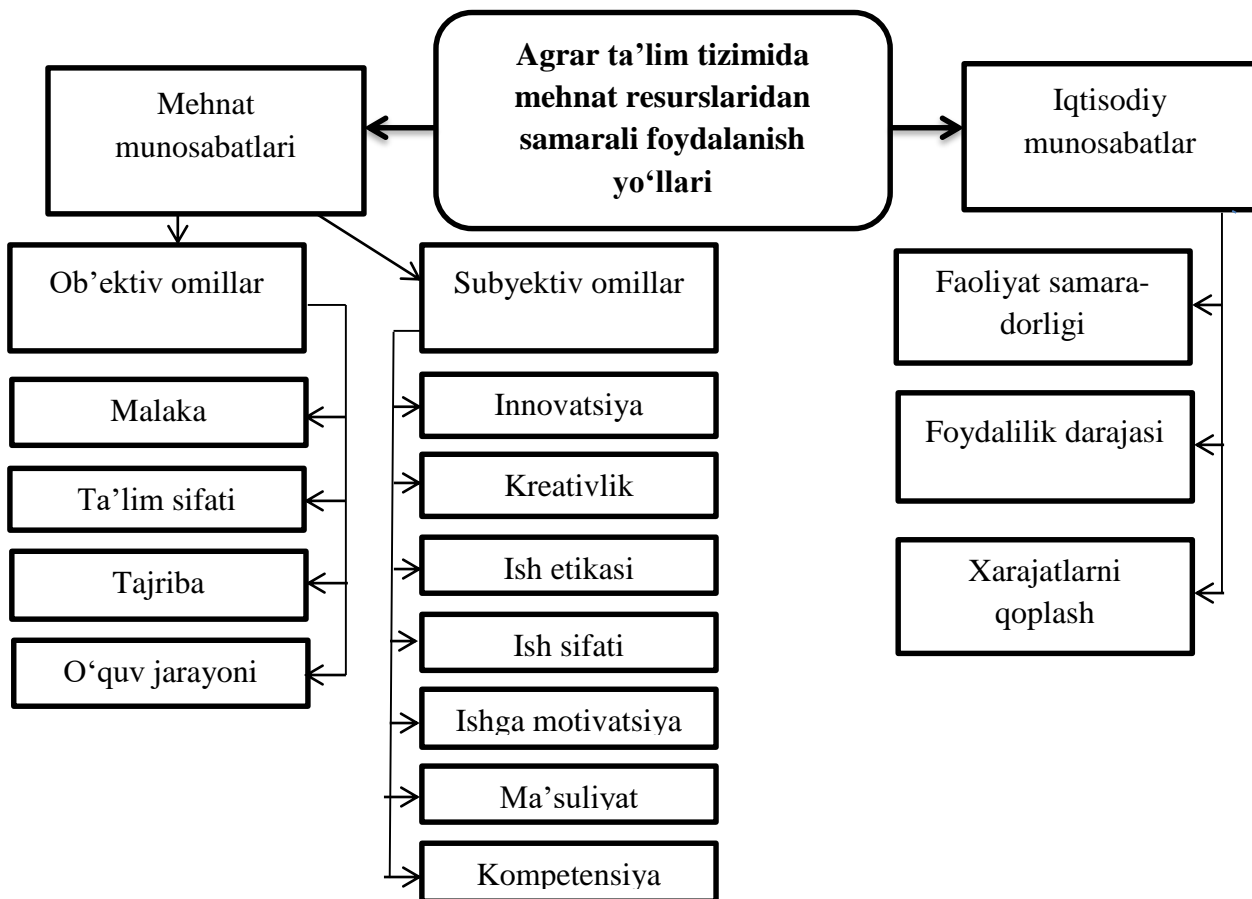 Agrar ta’lim tizimida
mehnat resurslaridan
samarali foydalanish
yo‘llari
Mehnat
munosabatlari
Iqtisodiy
munosabatlar
Ob’ektiv omillar
Malaka
Ta’lim sifati
Tajriba
O‘quv jarayoni
Subyektiv omillar
Innovatsiya
Kreativlik
Ish etikasi
Ish sifati
Ishga motivatsiya
Ma’suliyat
Kompetensiya
Faoliyat samara-
dorligi
Foydalilik darajasi
Xarajatlarni
qoplash